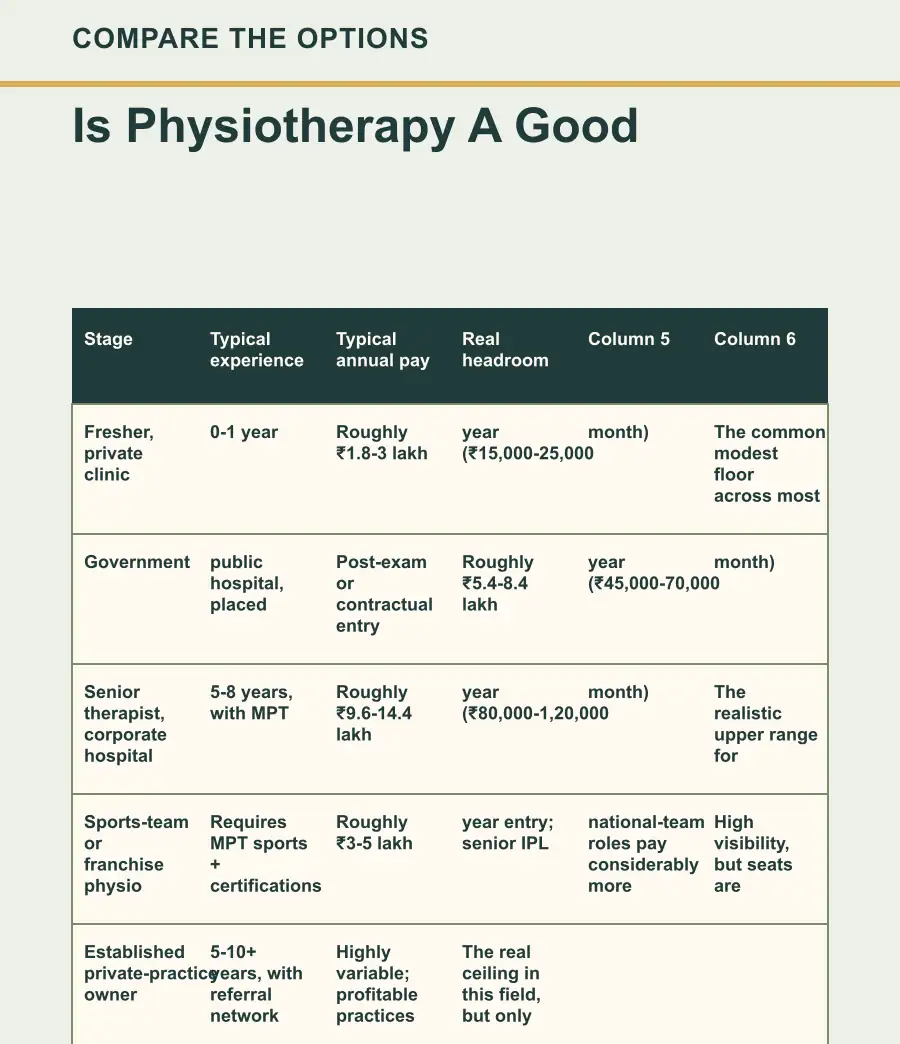 COMPARE THE OPTIONS
Is Physiotherapy A Good
Stage
Typical
experience
Typical
annual pay
Real
headroom
Column 5
Column 6
Fresher,
private
clinic
0-1 year
Roughly
₹1.8-3 lakh
year
(₹15,000-25,000
month)
The common
modest
floor
across most
Government
public
hospital,
placed
Post-exam
or
contractual
entry
Roughly
₹5.4-8.4
lakh
year
(₹45,000-70,000
month)
Senior
therapist,
corporate
hospital
5-8 years,
with MPT
Roughly
₹9.6-14.4
lakh
year
(₹80,000-1,20,000
month)
The
realistic
upper range
for
Sports-team
or
franchise
physio
Requires
MPT sports
+
certifications
Roughly
₹3-5 lakh
year entry;
senior IPL
national-team
roles pay
considerably
more
High
visibility,
but seats
are
Established
private-practice
owner
5-10+
years, with
referral
network
Highly
variable;
profitable
practices
The real
ceiling in
this field,
but only